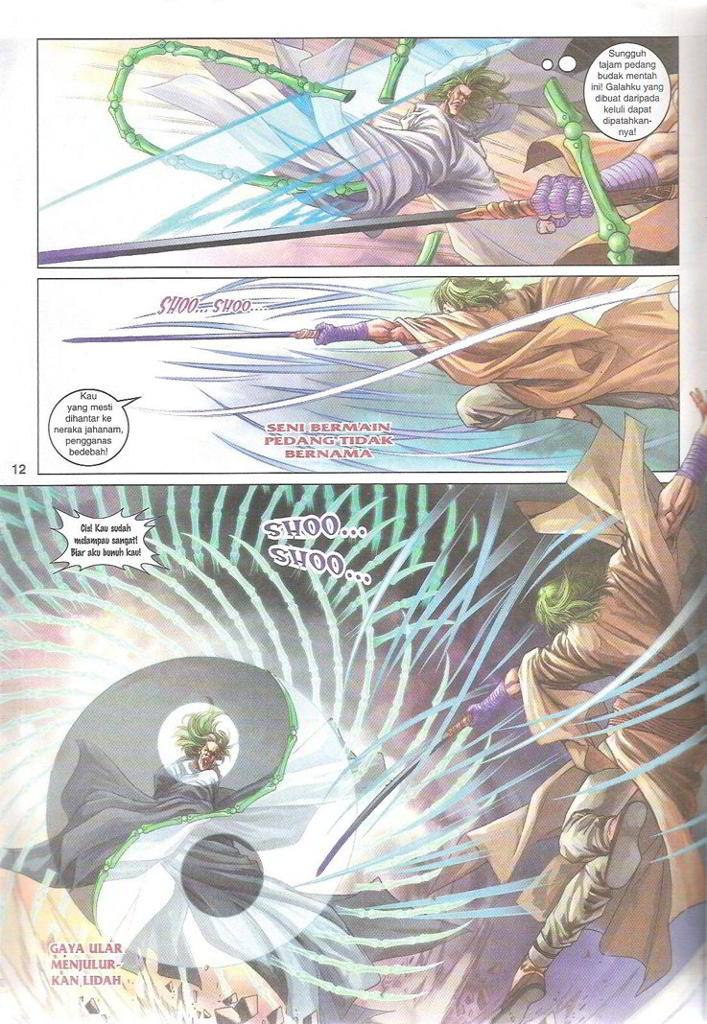 Sungguh
tajam pedang
budak mentah
ini! Galahku yang
dibuat daripada
keluli dapat
dipatahkan-
nya!
SHOO... SHOO...
Kau
yang mesti
dihantar ke
neraka jahanam,
pengganas
bedebah!
SENI BERMAIN
PEDANG TIDAK
BERNAMA
12
Cis! Kau sudah
melampau sangat!
Biar aku bunuh kau!
SHOO...
SHOO...
GAYA ULAR
MENJULUR-
KAN LIDAH